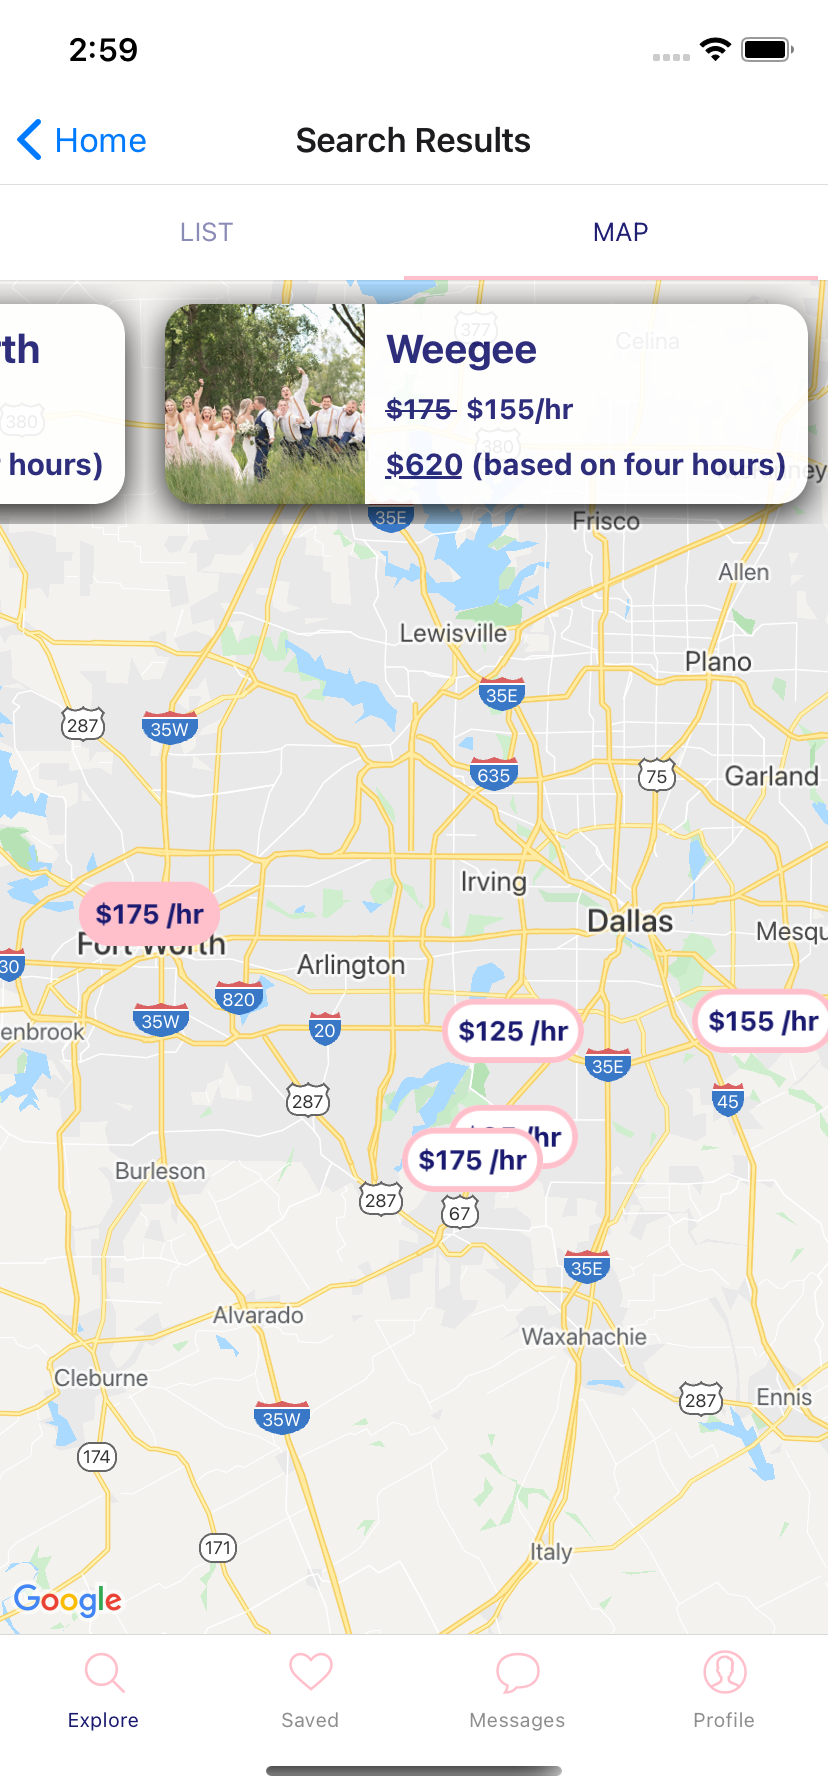 2:59
Home
Search Results
LIST
MAP
th
hours)
Weegee
$175 $155/hr
$620 (based on four hours)
377
Celina
380
380
35E
Frisco
Allen
Lewisville
Plano
35E
287
35W
635
75
Garland
Irving
$175 /hr
Dallas
Fort Worth
Mesqu
Arlington
30
820
35W
20
enbrook
$125 /hr
$155 /hr
35E
287
45
/hr
$175 /hr
Burleson
287
67
35E
Alvarado
Waxahachie
Cleburne
287
Ennis
35W
174
171
Italy
Google
Explore
Saved
Messages
Profile